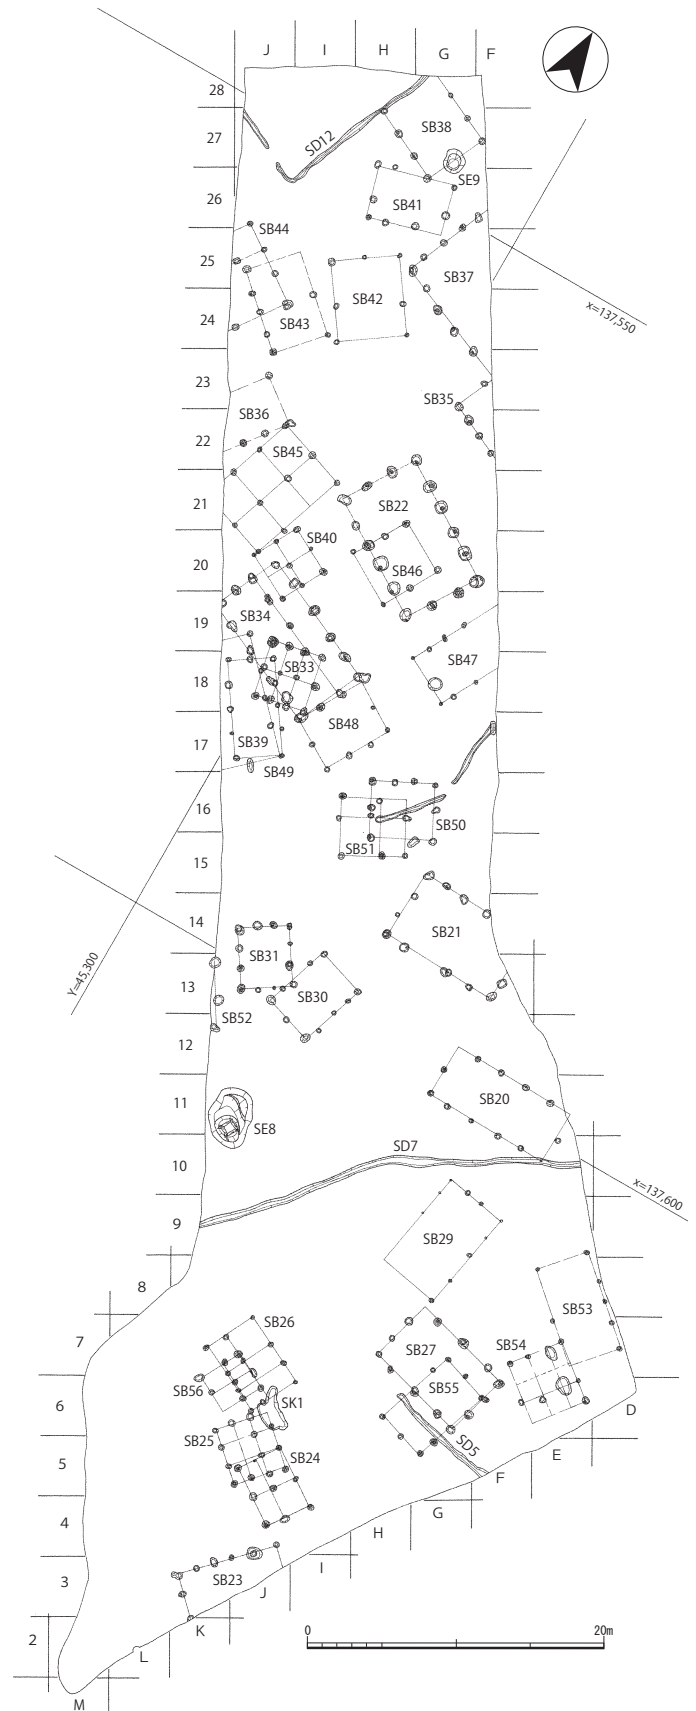 J I H G F
28
SD12
SB38
27
SE9
SB41
26
SB44
25
SB37
SB42
x=137,550
SB43
24
23
SB35
SB36
22
SB45
SB22
21
SB40
20
SB46
SB34
19
SB47
SB33
18
SB48
SB39
17
SB49
16
SB50
SB51
15
14
SB21
SB31
Y=45,300
13
SB30
SB52
12
SB20
11
SE8
SD7
10
x=137,600
9
SB29
8
SB53
SB26
7
SB27
SB54
SB56
SB55
6
SK1
D
SB25
SD5
E
5
SB24
F
G
4
H
I
3
SB23
J
K
0 20m
2
L
M